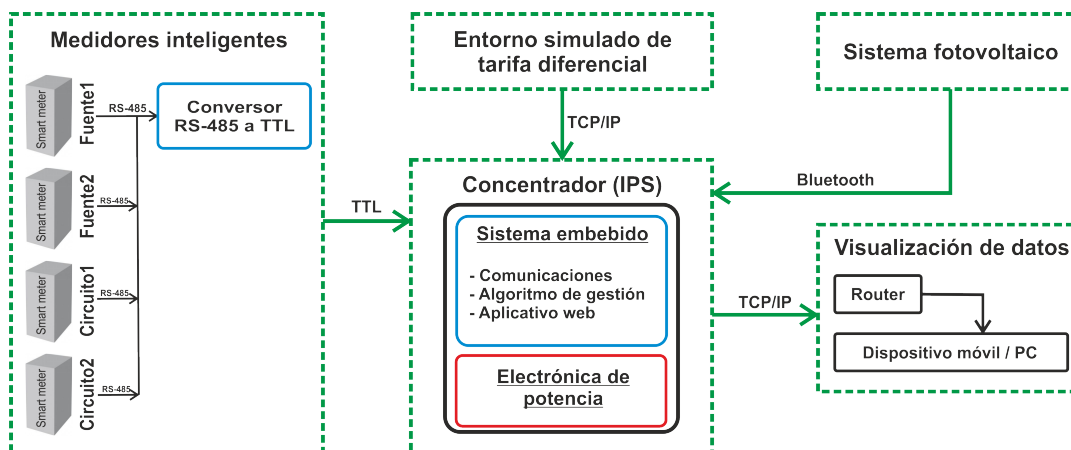 Medidores inteligentes
Smart meter
Fuente1
RS-485
Conversor
RS-485 a TTL
Smart meter
Fuente2
RS-485
Smart meter
Circuito1
RS-485
Smart meter
Circuito2
RS-485
TTL
Entorno simulado de
tarifa diferencial
TCP/IP
Sistema fotovoltaico
Bluetooth
Concentrador (IPS)
Sistema embebido
- Comunicaciones
- Algoritmo de gestión
- Aplicativo web
Electrónica de
potencia
TCP/IP
Visualización de datos
Router
Dispositivo móvil / PC